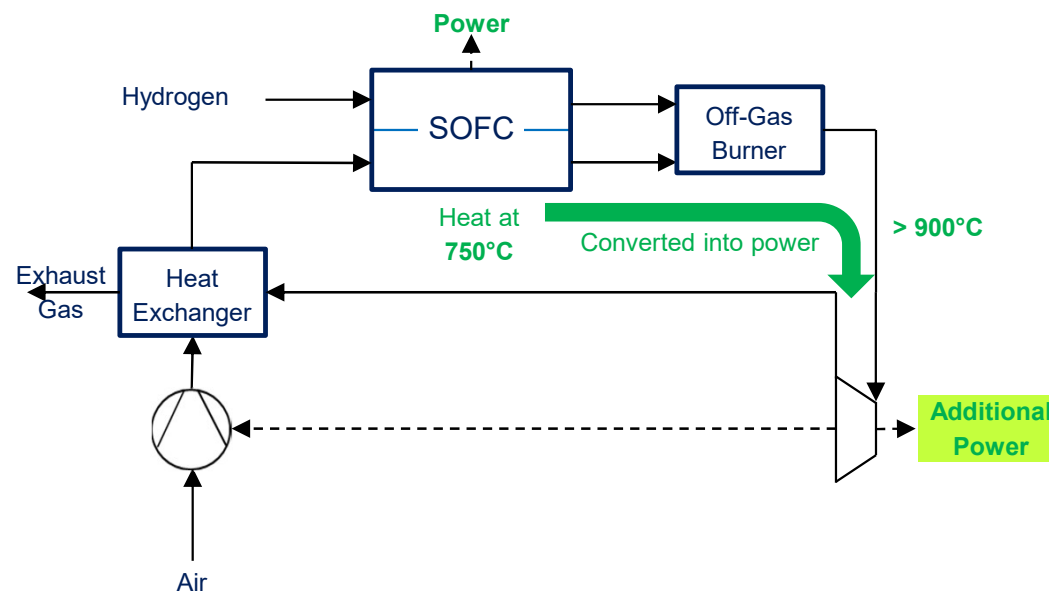 Power
Hydrogen
SOFC
Off-Gas
Burner
Heat at
750°C
Converted into power
> 900°C
Exhaust
Gas
Heat
Exchanger
Additional
Power
Air